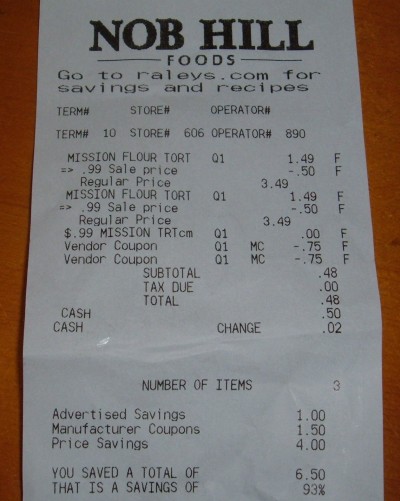 NOB HILL
FOODS
Go to raleys.com for
savings and recipes
TERM# STORE# OPERATOR#
TERM# 10 STORE# 606 OPERATOR# 890
MISSION FLOUR TORT Q1 1.49 F
=> .99 Sale price -.50 F
Regular Price 3.49
MISSION FLOUR TORT Q1 1.49 F
=> .99 Sale price -.50 F
Regular Price 3.49
$.99 MISSION TRTcm Q1 .00 F
Vendor Coupon Q1 MC -.75 F
Vendor Coupon Q1 MC -.75 F
SUBTOTAL .48
TAX DUE .00
TOTAL .48
CASH .50
CASH CHANGE .02
NUMBER OF ITEMS 3
Advertised Savings 1.00
Manufacturer Coupons 1.50
Price Savings 4.00
YOU SAVED A TOTAL OF 6.50
THAT IS A SAVINGS OF 93%